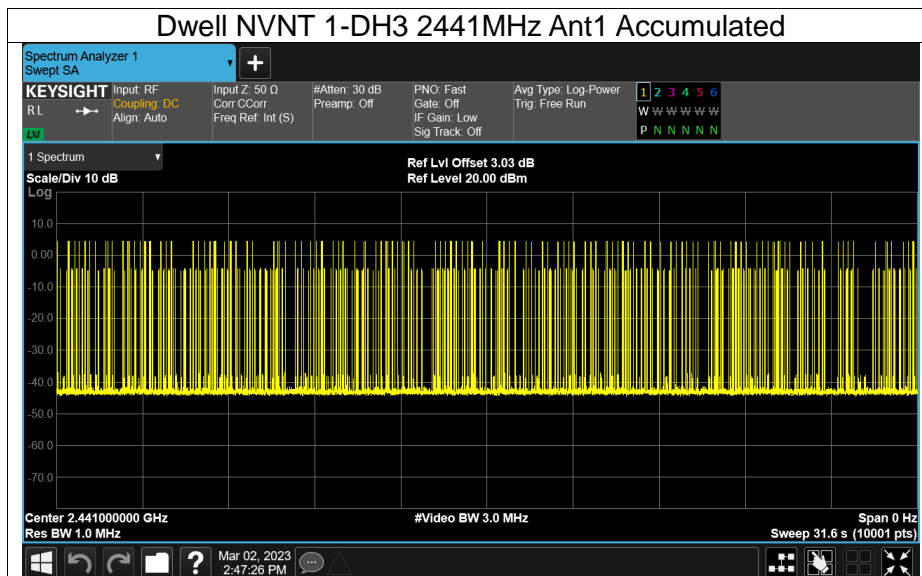 Dwell NVNT 1-DH3 2441MHz Ant1 Accumulated
Spectrum Analyzer 1
Swept SA
+
KEYSIGHT Input: RF Input Z: 50 Ω #Atten: 30 dB PNO: Fast Avg Type: Log-Power 1 2 3 4 5 6
RL Coupling: DC Corr CCorr Preamp: Off Gate: Off Trig: Free Run W W W W W W
Align: Auto Freq Ref: Int (S) IF Gain: Low
LXI Sig Track: Off P N N N N N
1 Spectrum
Ref Lvl Offset 3.03 dB
Scale/Div 10 dB Ref Level 20.00 dBm
Log
10.0
0.00
-10.0
-20.0
-30.0
-40.0
-50.0
-60.0
-70.0
Center 2.441000000 GHz #Video BW 3.0 MHz Span 0 Hz
Res BW 1.0 MHz Sweep 31.6 s (10001 pts)
? Mar 02, 2023
2:47:26 PM